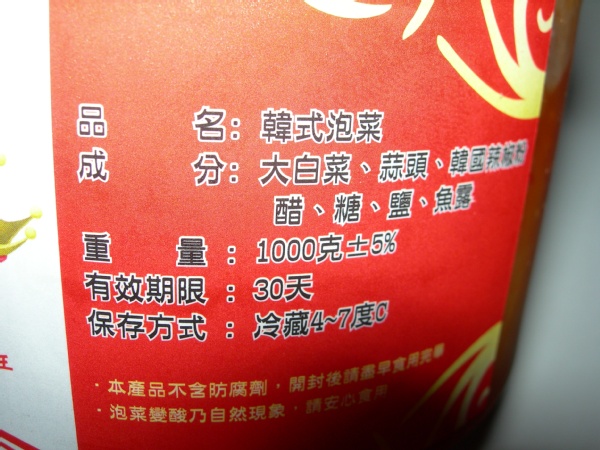 品 名：韓式泡菜
成 分：大白菜、蒜頭、韓國辣椒粉
醋、糖、鹽、魚露
重 量：1000克±5%
有效期限：30天
保存方式：冷藏4~7度C
·本產品不含防腐劑，開封後請盡早食用完畢
·泡菜變酸乃自然現象，請安心食用
王